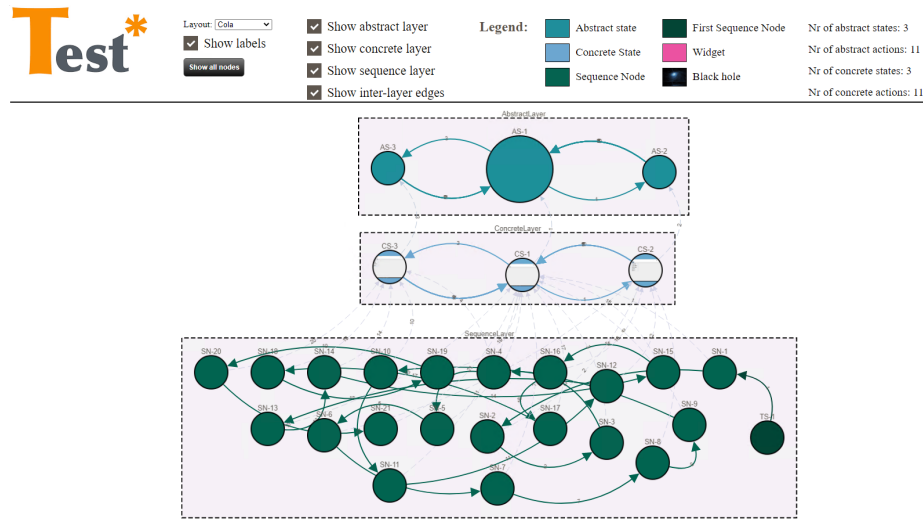 Test*
Layout: Cola
Show labels
Show all nodes
Show abstract layer
Show concrete layer
Show sequence layer
Show inter-layer edges
Legend:
Abstract state
Concrete State
Sequence Node
First Sequence Node
Widget
Black hole
Nr of abstract states: 3
Nr of abstract actions: 11
Nr of concrete states: 3
Nr of concrete actions: 11
AbstractLayer
AS-3
AS-1
AS-2
ConcreteLayer
CS-3
CS-1
CS-2
SequenceLayer
SN-20
SN-14
SN-10
SN-19
SN-4
SN-16
SN-12
SN-15
SN-1
SN-13
SN-6
SN-21
SN-5
SN-2
SN-17
SN-3
SN-9
TS-1
SN-11
SN-7
SN-8